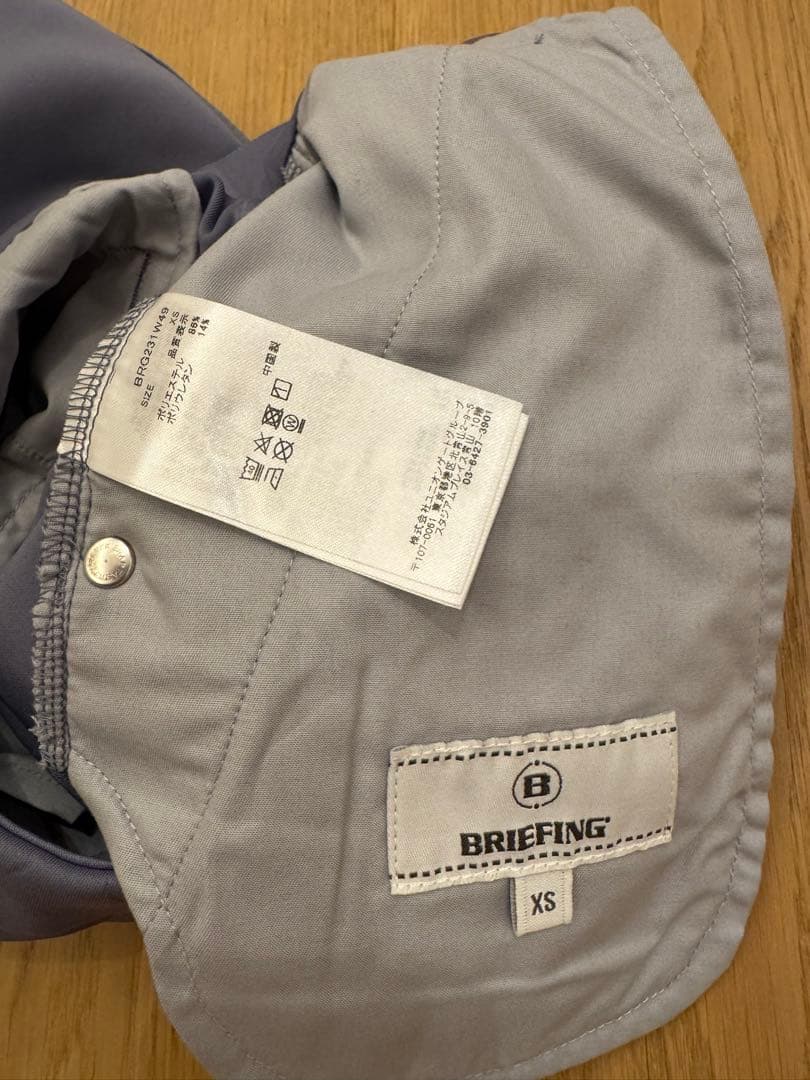 BRG231W49
SIZE XS
品質表示
ポリエステル 86%
ポリウレタン 14%
中国製
40
W
株式会社ユニオンゲートグループ
〒107-0061 東京都港区北青山2-9-5
スタジアムプレイス青山 10階
03-6427-3901
B
BRIEFING
XS